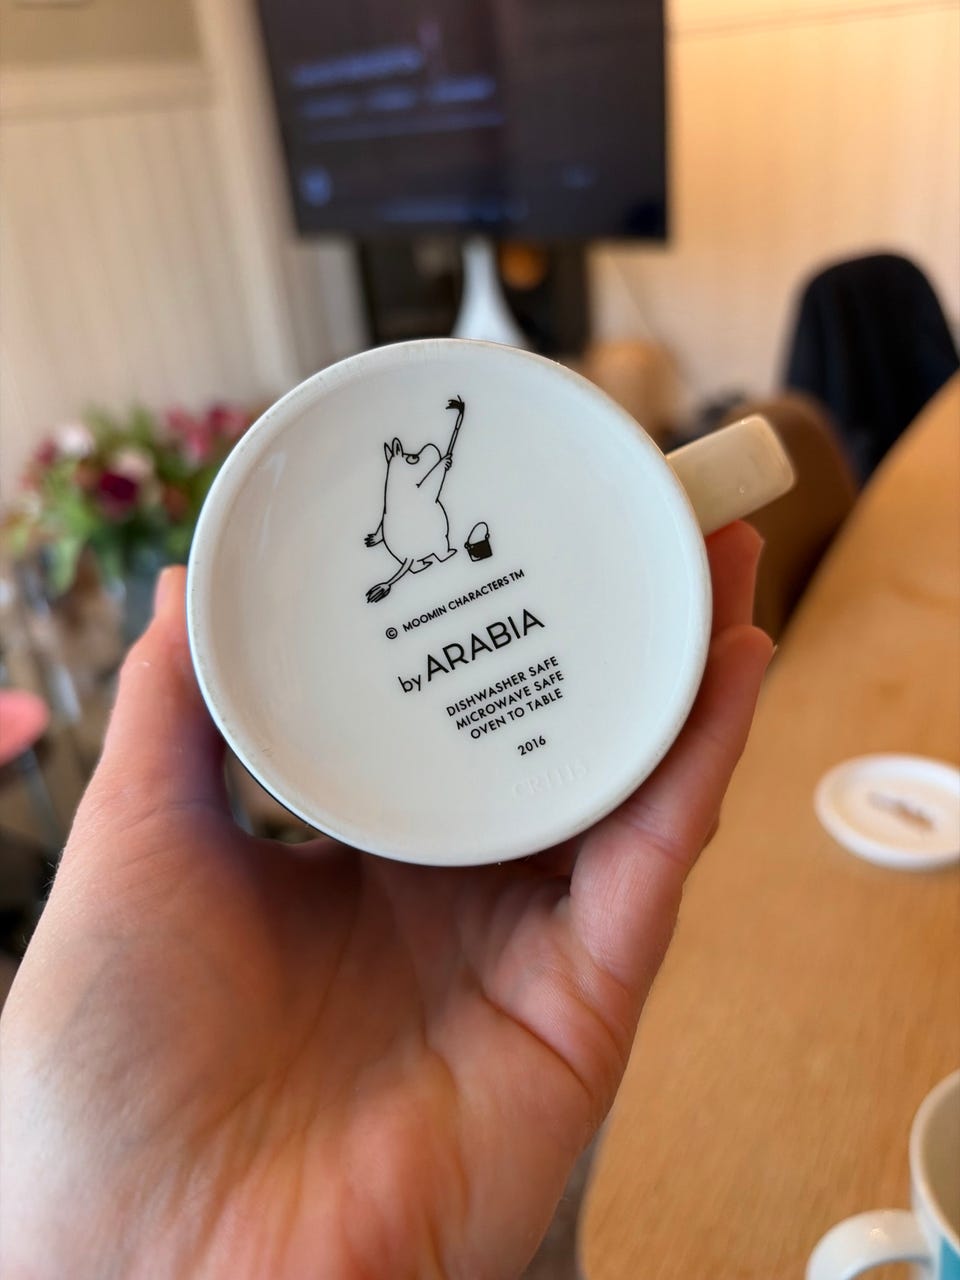 © MOOMIN CHARACTERS TM
by ARABIA
DISHWASHER SAFE
MICROWAVE SAFE
OVEN TO TABLE
2016